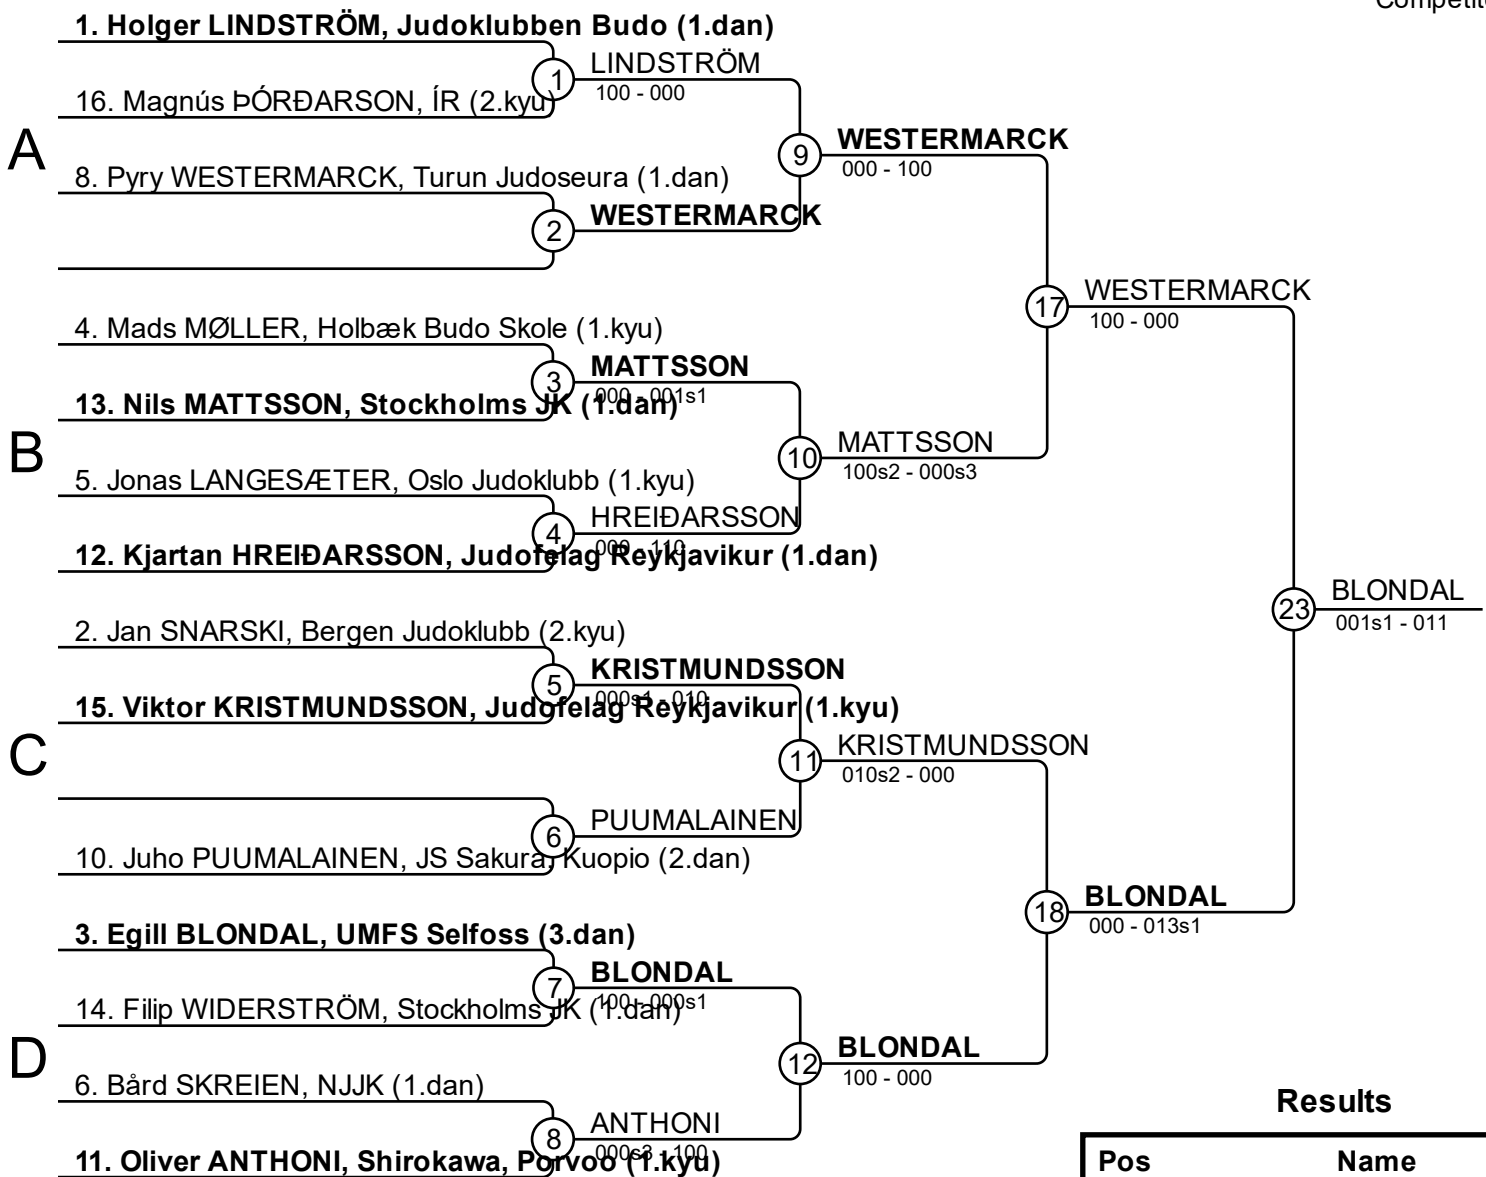 Competit
1. Holger LINDSTRÖM, Judoklubben Budo (1.dan)
1
LINDSTRÖM
100 - 000
16. Magnús ÞÓRÐARSON, ÍR (2.kyu)
A
9
WESTERMARCK
000 - 100
8. Pyry WESTERMARCK, Turun Judoseura (1.dan)
2
WESTERMARCK
17
WESTERMARCK
100 - 000
4. Mads MØLLER, Holbæk Budo Skole (1.kyu)
3
MATTSSON
000 - 001s1
13. Nils MATTSSON, Stockholms JK (1.dan)
B
10
MATTSSON
100s2 - 000s3
5. Jonas LANGESÆTER, Oslo Judoklubb (1.kyu)
4
HREIÐARSSON
000 - 110
12. Kjartan HREIÐARSSON, Judofelag Reykjavikur (1.dan)
23
BLONDAL
001s1 - 011
2. Jan SNARSKI, Bergen Judoklubb (2.kyu)
5
KRISTMUNDSSON
000s1 - 010
15. Viktor KRISTMUNDSSON, Judofelag Reykjavikur (1.kyu)
C
11
KRISTMUNDSSON
010s2 - 000
6
PUUMALAINEN
10. Juho PUUMALAINEN, JS Sakura, Kuopio (2.dan)
18
BLONDAL
000 - 013s1
3. Egill BLONDAL, UMFS Selfoss (3.dan)
7
BLONDAL
100 - 000s1
14. Filip WIDERSTRÖM, Stockholms JK (1.dan)
D
12
BLONDAL
100 - 000
6. Bård SKREIEN, NJJK (1.dan)
8
ANTHONI
000s3 - 100
11. Oliver ANTHONI, Shirokawa, Porvoo (1.kyu)
Results
Pos Name